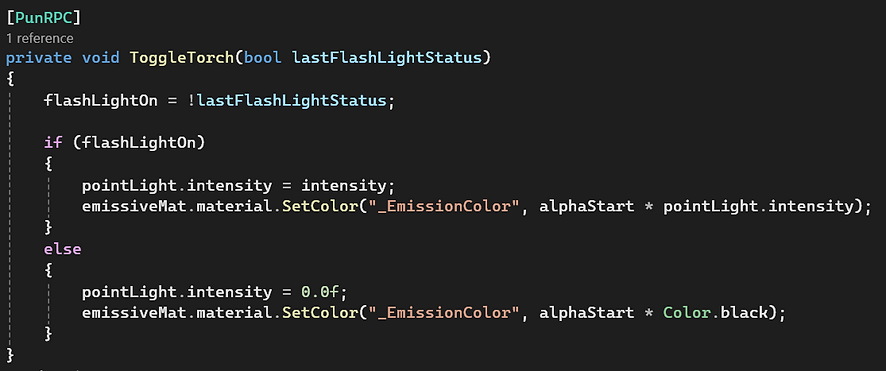 [PunRPC]
1 reference
private void ToggleTorch(bool lastFlashLightStatus)
{
    flashLightOn = !lastFlashLightStatus;
    if (flashLightOn)
    {
        pointLight.intensity = intensity;
        emissiveMat.material.SetColor("_EmissionColor", alphaStart * pointLight.intensity);
    }
    else
    {
        pointLight.intensity = 0.0f;
        emissiveMat.material.SetColor("_EmissionColor", alphaStart * Color.black);
    }
}